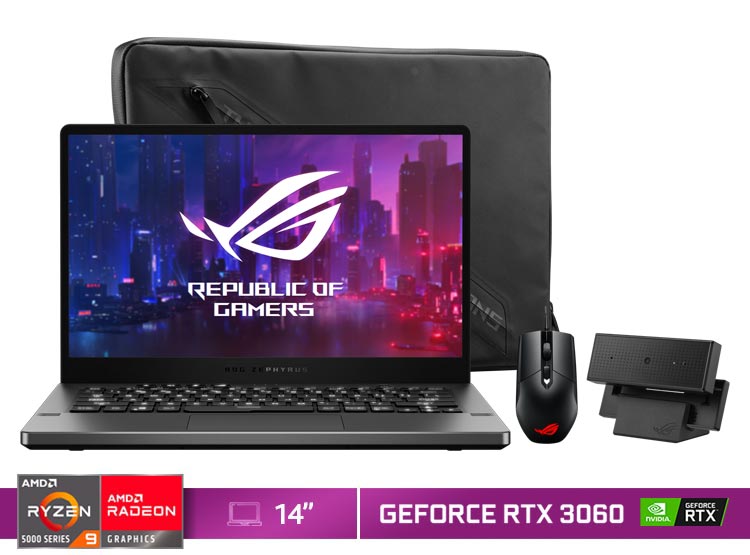 REPUBLIC OF
GAMERS
ROG ZEPHYRUS
AMD
RYZEN
5000 SERIES 9
AMD
RADEON
GRAPHICS
14”
GEFORCE RTX 3060
NVIDIA.
GEFORCE
RTX